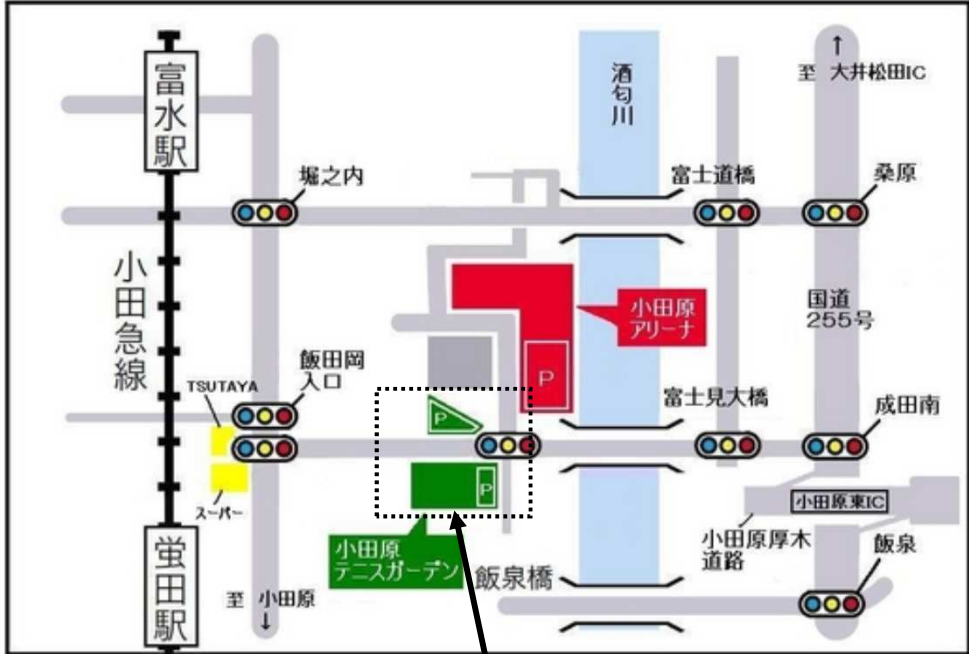 富水駅
酒匂川
↑
至 大井松田IC
堀之内
富士道橋
桑原
小田急線
小田原
アリーナ
国道
255号
飯田岡
入口
TSUTAYA
P
P
富士見大橋
成田南
P
スーパー
小田原東IC
小田原厚木
道路
小田原
テニスガーデン
飯泉橋
飯泉
蛍田駅
至 小田原
↓